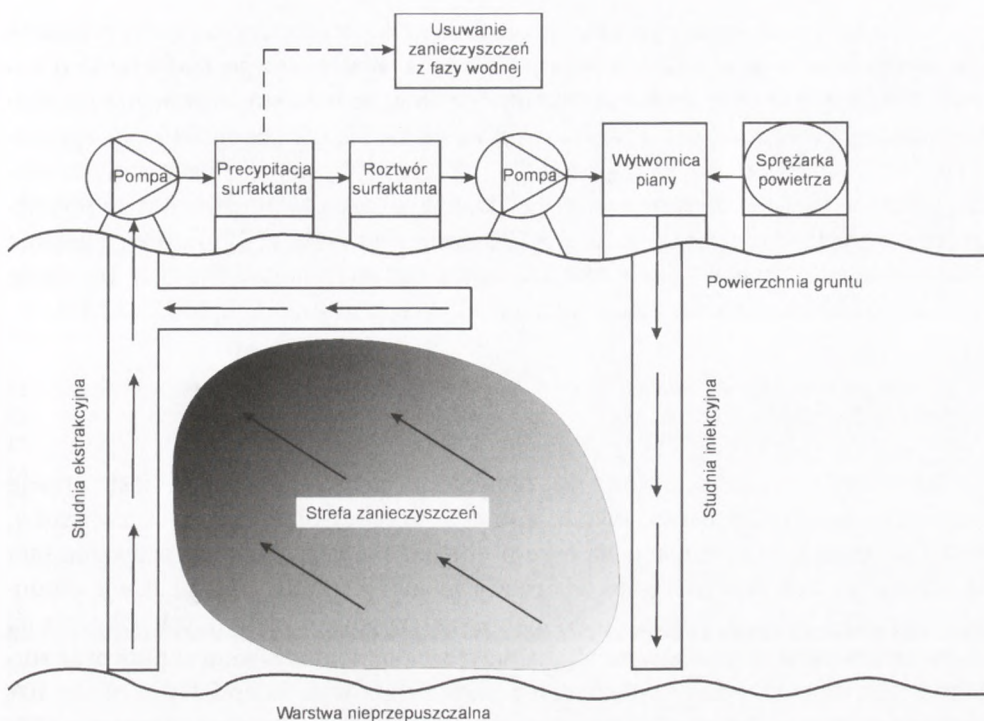 Usuwanie
zanieczyszczeń
z fazy wodnej
Pompa
Precypitacja
surfaktanta
Roztwór
surfaktanta
Pompa
Wytwornica
piany
Sprężarka
powietrza
Powierzchnia gruntu
Studnia ekstrakcyjna
Strefa zanieczyszczeń
Studnia iniekcyjna
Warstwa nieprzepuszczalna